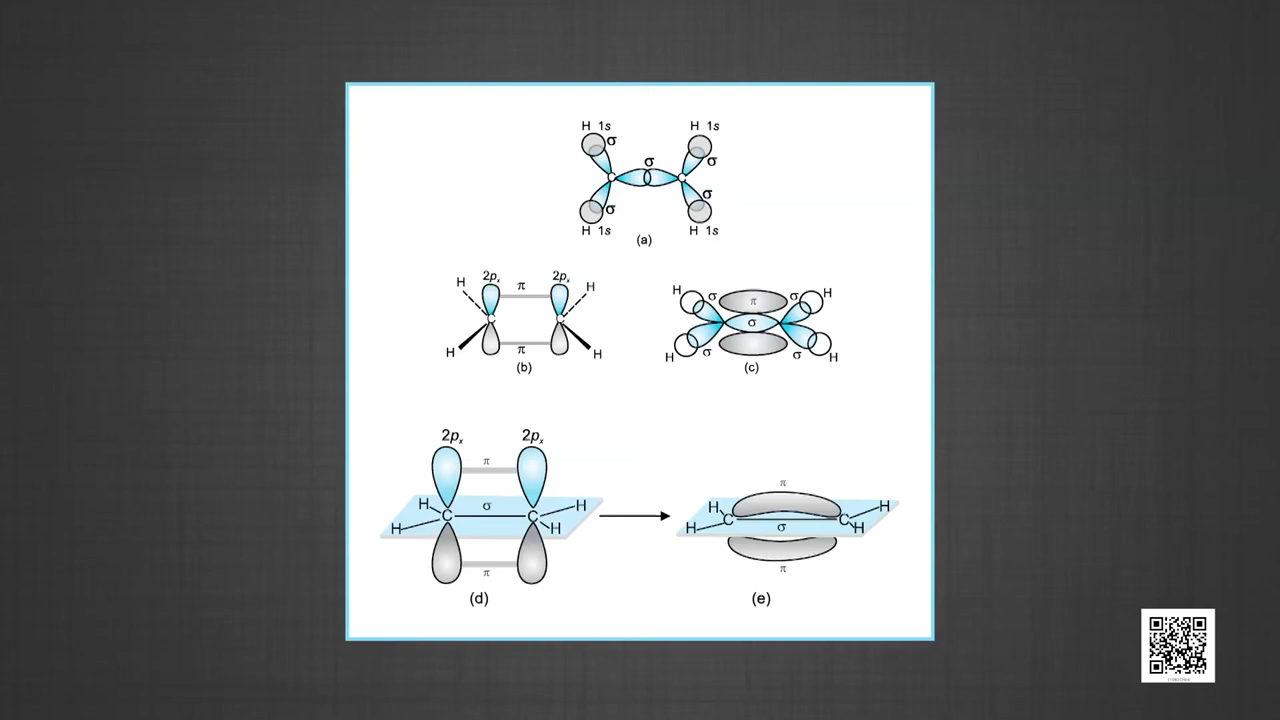 H 1s H 1s
σ σ σ
C C
σ σ
H 1s H 1s
(a)
2pₓ 2pₓ
H π H
C C
H π H
(b)
H σ π σ H
σ
H σ σ H
(c)
2pₓ 2pₓ
π
H σ H
C C
H H
π
(d)
π
H H
C C
H σ H
π
(e)